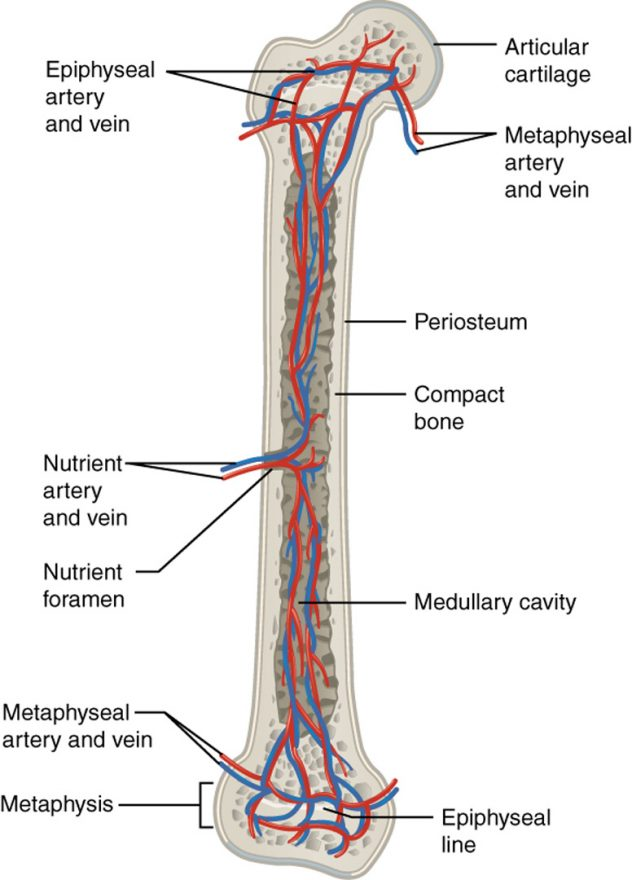 Articular
cartilage
Epiphyseal
artery
and vein
Metaphyseal
artery
and vein
Periosteum
Compact
bone
Nutrient
artery
and vein
Nutrient
foramen
Medullary cavity
Metaphyseal
artery and vein
Metaphysis
Epiphyseal
line